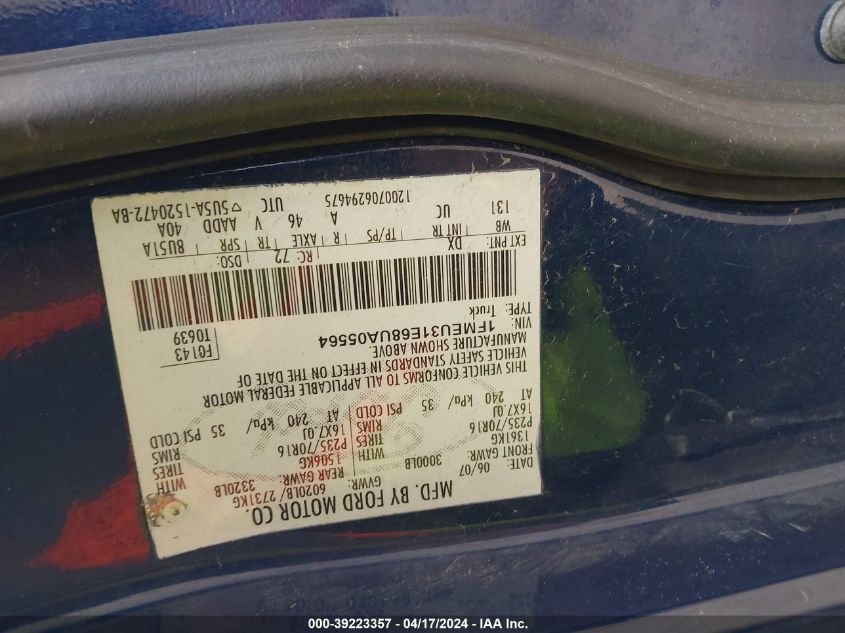 MFD. BY FORD MOTOR CO.
DATE: 06/07 GVWR: 6020LB/ 2731KG
FRONT GAWR: 3000LB REAR GAWR: 3320LB
1361KG WITH 1506KG WITH
P235/70R16 TIRES P235/70R16 TIRES
16X7.0J RIMS 16X7.0J RIMS
AT 240 kPa/ 35 PSI COLD AT 240 kPa/ 35 PSI COLD
THIS VEHICLE CONFORMS TO ALL APPLICABLE FEDERAL MOTOR
VEHICLE SAFETY STANDARDS IN EFFECT ON THE DATE OF
MANUFACTURE SHOWN ABOVE.
VIN: 1FMEU31E68UA05564 F8143
TYPE: Truck T0639
EXT PNT: DX RC: 72 DSO:
WB INT TR TP/PS R AXLE TR SPR 8U51A
131 UC A 46 V AADD 40A
1200706294675 UTC ▽5U5A-1520472-BA
000-39223357 - 04/17/2024 - IAA Inc.